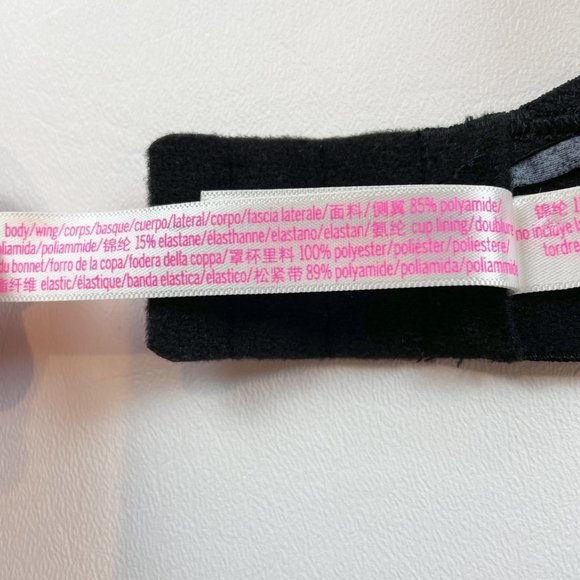 body/wing/corps/basque/cuerpo/lateral/corpo/fascia laterale/面料/侧翼 85% polyamide/
poliamida/poliammide/锦纶 15% elastane/élasthanne/elastano/elastan/氨纶 cup lining/doublure
du bonnet/forro de la copa/fodera della coppa/罩杯里料 100% polyester/poliéster/poliestere/
纤维 elastic/élastique/banda elástica/elastico/松紧带 89% polyamide/poliamida/poliammide
锦纶 1
no incluye l
tordre